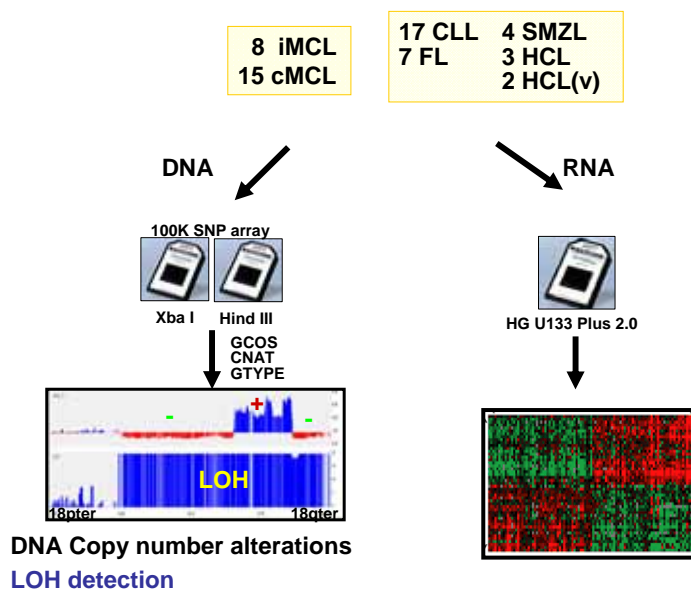 8 iMCL
15 cMCL
17 CLL 4 SMZL
7 FL 3 HCL
2 HCL(v)
DNA
RNA
100K SNP array
Xba I Hind III
HG U133 Plus 2.0
GCOS
CNAT
GTYPE
- + -
LOH
18pter 18qter
DNA Copy number alterations
LOH detection